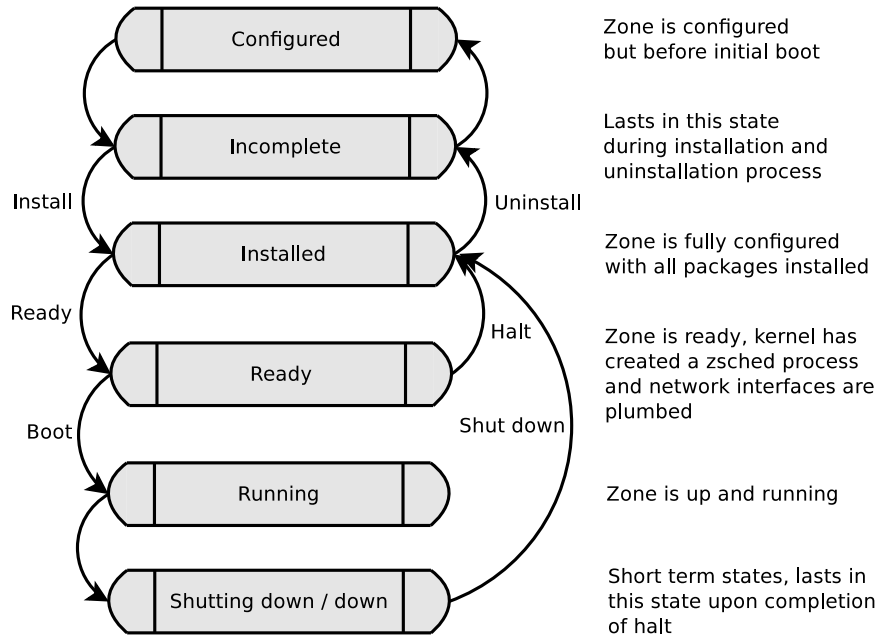 Configured
Zone is configured
but before initial boot
Incomplete
Lasts in this state
during installation and
uninstallation process
Install
Uninstall
Installed
Zone is fully configured
with all packages installed
Ready
Halt
Ready
Zone is ready, kernel has
created a zsched process
and network interfaces are
plumbed
Boot
Shut down
Running
Zone is up and running
Shutting down / down
Short term states, lasts in
this state upon completion
of halt